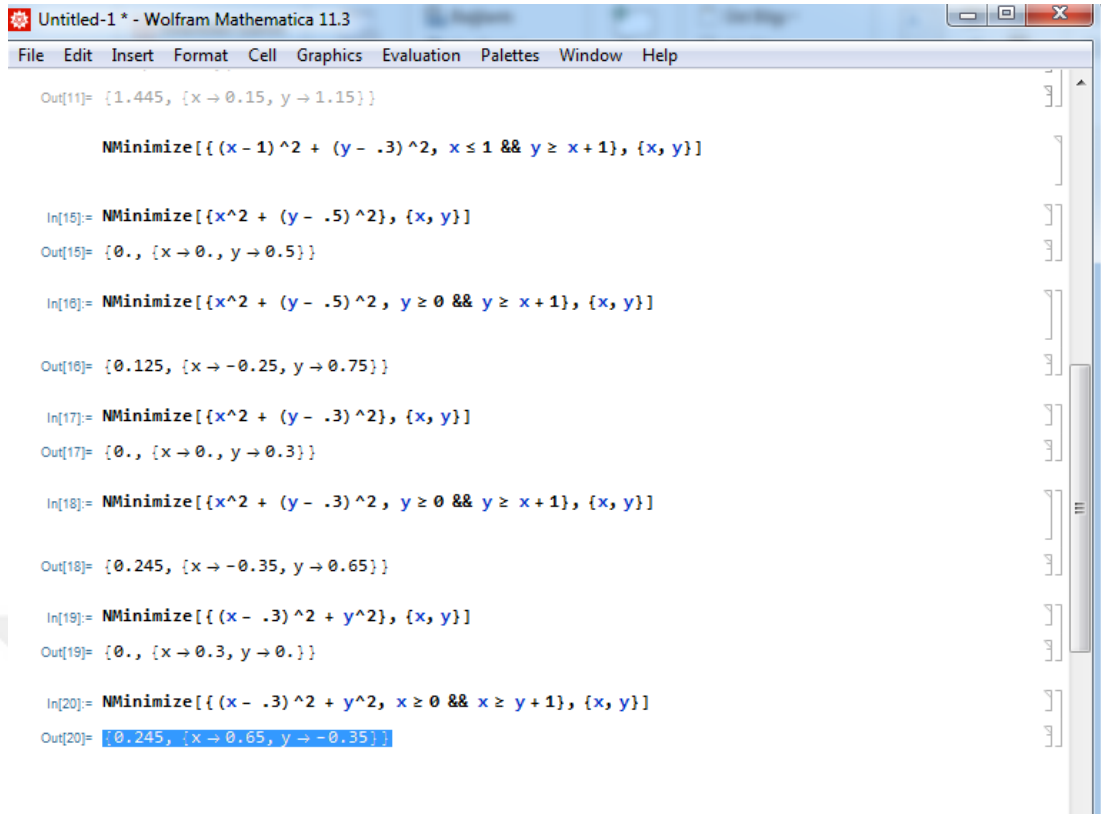 Untitled-1 * - Wolfram Mathematica 11.3
File Edit Insert Format Cell Graphics Evaluation Palettes Window Help
Out[11]= {1.445, {x → 0.15, y → 1.15}}
NMinimize[{(x - 1)^2 + (y - .3)^2, x ≤ 1 && y ≥ x + 1}, {x, y}]
In[15]:= NMinimize[{x^2 + (y - .5)^2}, {x, y}]
Out[15]= {0., {x → 0., y → 0.5}}
In[16]:= NMinimize[{x^2 + (y - .5)^2, y ≥ 0 && y ≥ x + 1}, {x, y}]
Out[16]= {0.125, {x → -0.25, y → 0.75}}
In[17]:= NMinimize[{x^2 + (y - .3)^2}, {x, y}]
Out[17]= {0., {x → 0., y → 0.3}}
In[18]:= NMinimize[{x^2 + (y - .3)^2, y ≥ 0 && y ≥ x + 1}, {x, y}]
Out[18]= {0.245, {x → -0.35, y → 0.65}}
In[19]:= NMinimize[{(x - .3)^2 + y^2}, {x, y}]
Out[19]= {0., {x → 0.3, y → 0.}}
In[20]:= NMinimize[{(x - .3)^2 + y^2, x ≥ 0 && x ≥ y + 1}, {x, y}]
Out[20]= {0.245, {x → 0.65, y → -0.35}}